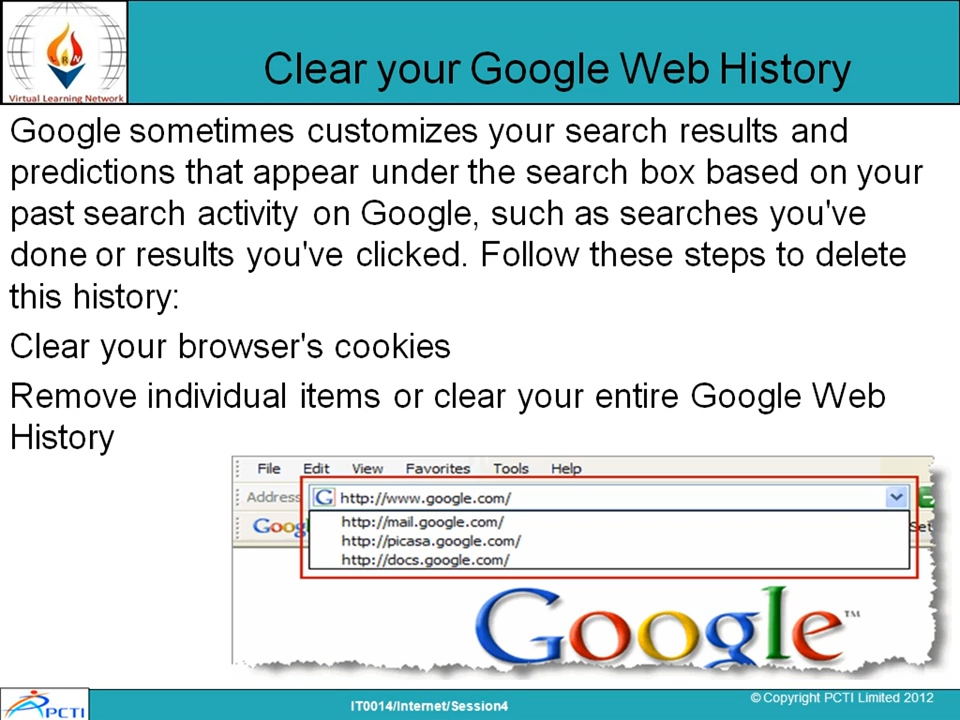 LRN
Virtual Learning Network
Clear your Google Web History
Google sometimes customizes your search results and
predictions that appear under the search box based on your
past search activity on Google, such as searches you've
done or results you've clicked. Follow these steps to delete
this history:
Clear your browser's cookies
Remove individual items or clear your entire Google Web
History
File Edit View Favorites Tools Help
Address G http://www.google.com/
Goog http://mail.google.com/ Set
http://picasa.google.com/
http://docs.google.com/
Google™
PCTI
IT0014/Internet/Session4
© Copyright PCTI Limited 2012